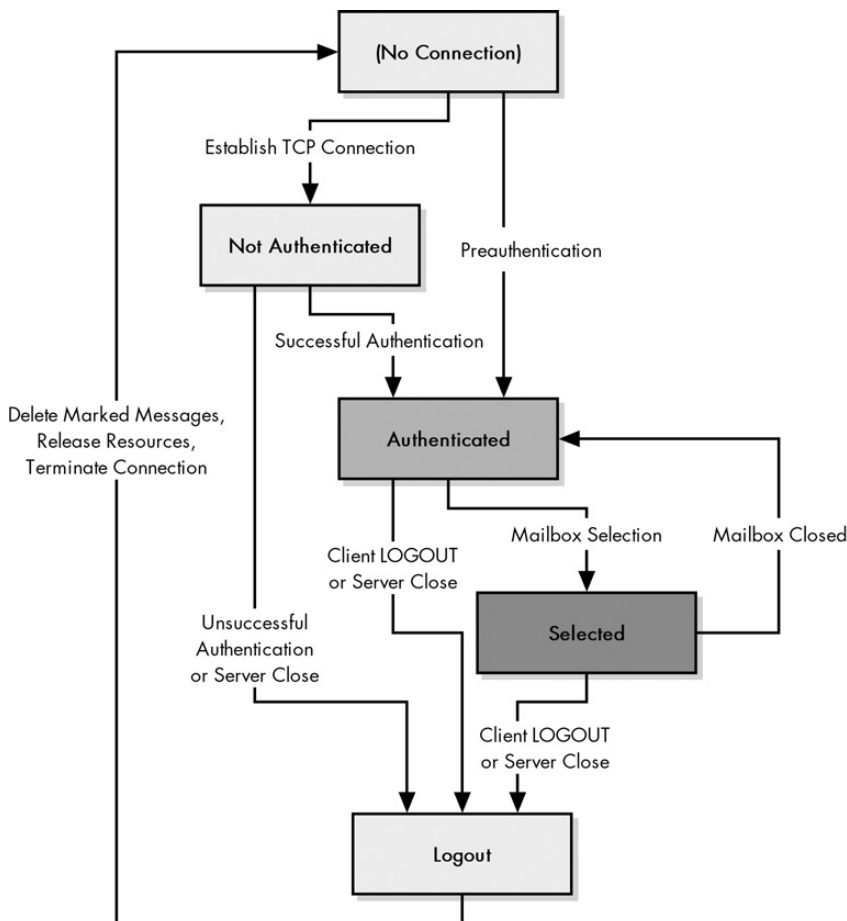 (No Connection)
Establish TCP Connection
Not Authenticated
Preauthentication
Successful Authentication
Delete Marked Messages,
Release Resources,
Terminate Connection
Authenticated
Client LOGOUT
or Server Close
Mailbox Selection
Mailbox Closed
Unsuccessful
Authentication
or Server Close
Selected
Client LOGOUT
or Server Close
Logout